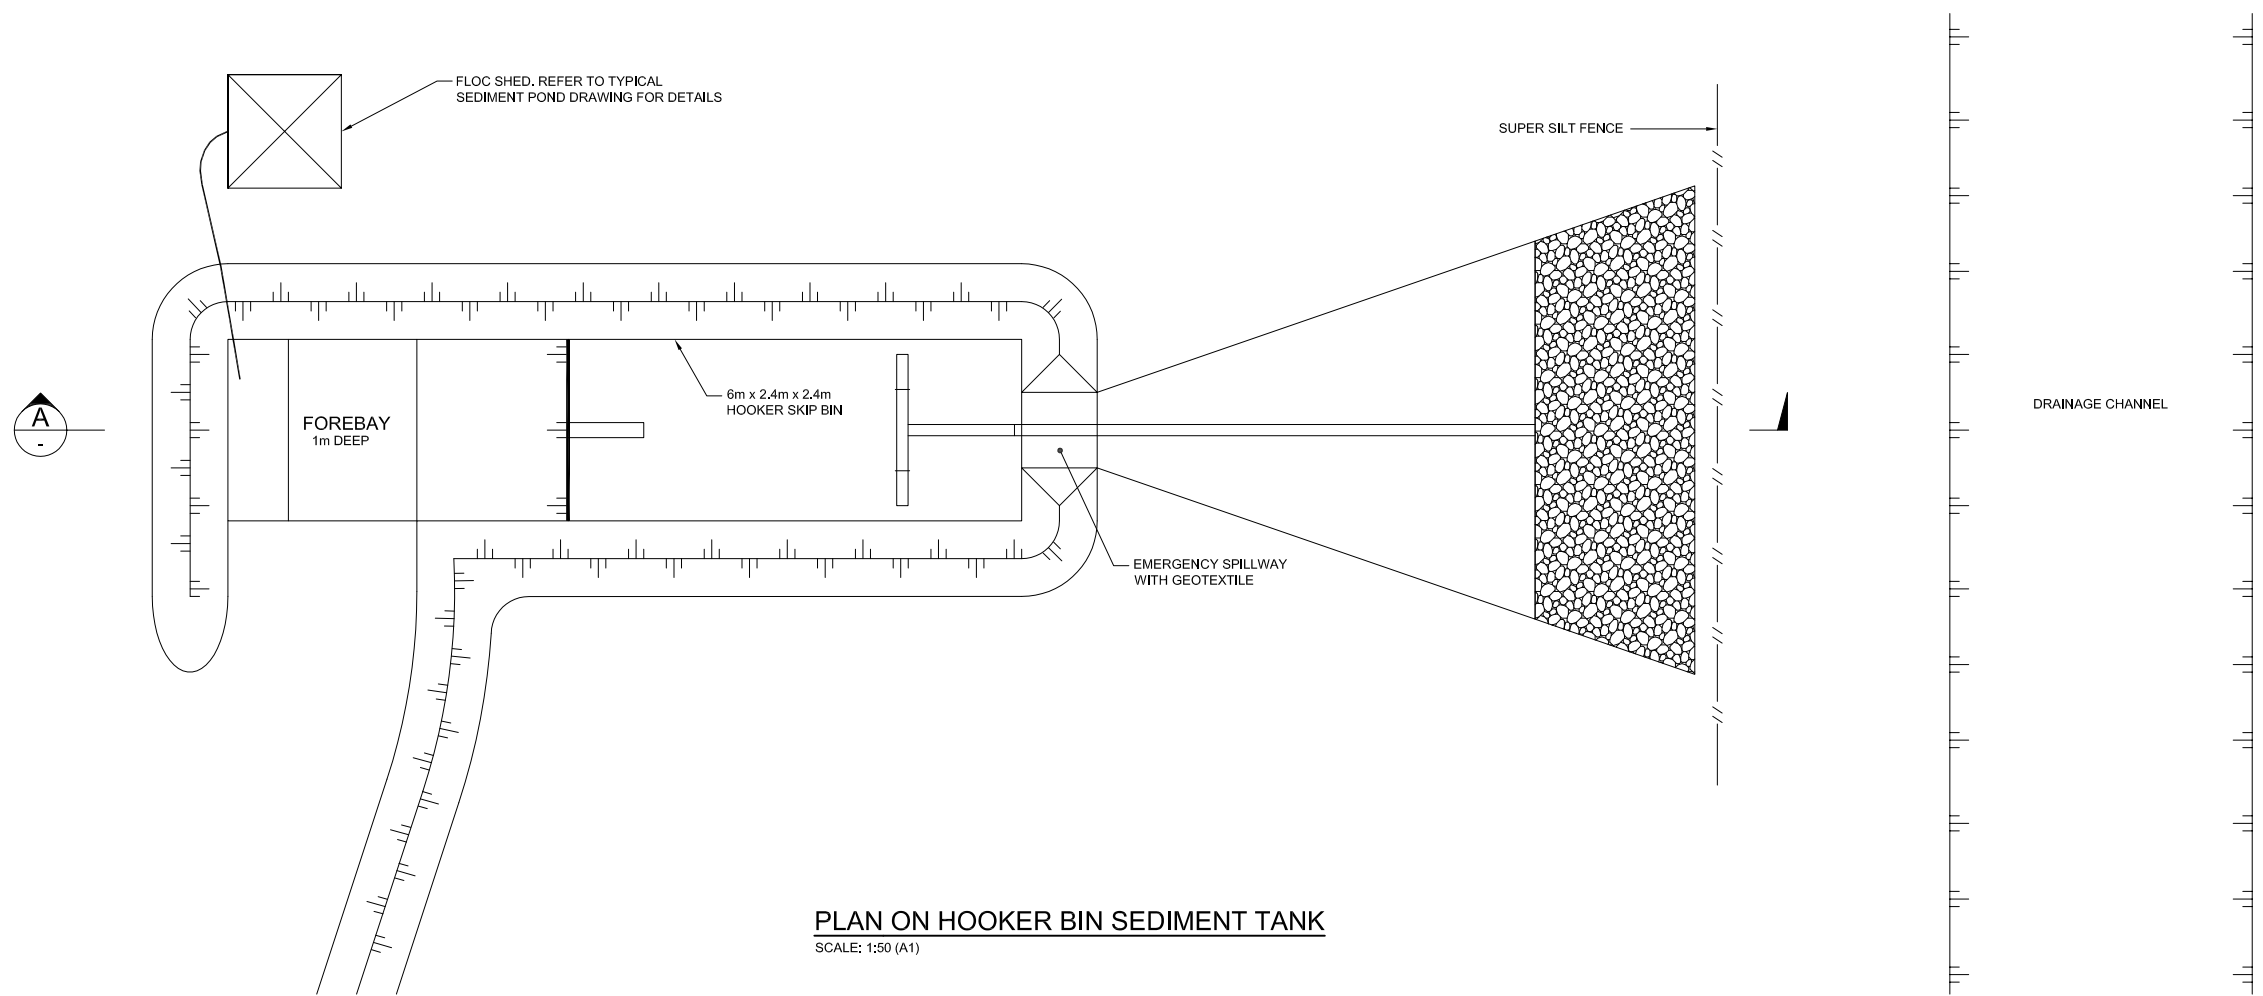 FLOC SHED. REFER TO TYPICAL
SEDIMENT POND DRAWING FOR DETAILS
SUPER SILT FENCE
6m x 2.4m x 2.4m
HOOKER SKIP BIN
A
-
FOREBAY
1m DEEP
DRAINAGE CHANNEL
EMERGENCY SPILLWAY
WITH GEOTEXTILE
PLAN ON HOOKER BIN SEDIMENT TANK
SCALE: 1:50 (A1)